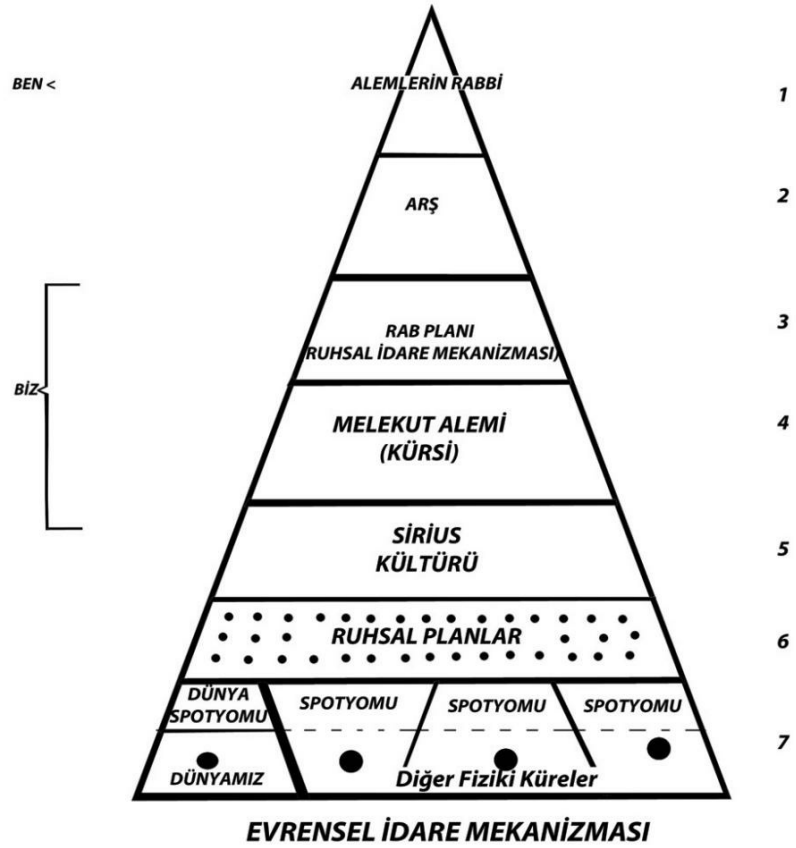 BEN <
ALEMLERİN RABBİ
1
ARŞ
2
RAB PLANI
(RUHSAL İDARE MEKANİZMASI)
3
BİZ<
MELEKUT ALEMİ
(KÜRSİ)
4
SİRİUS
KÜLTÜRÜ
5
RUHSAL PLANLAR
6
DÜNYA
SPOTYOMU
SPOTYOMU
SPOTYOMU
SPOTYOMU
7
DÜNYAMIZ
Diğer Fiziki Küreler
EVRENSEL İDARE MEKANİZMASI